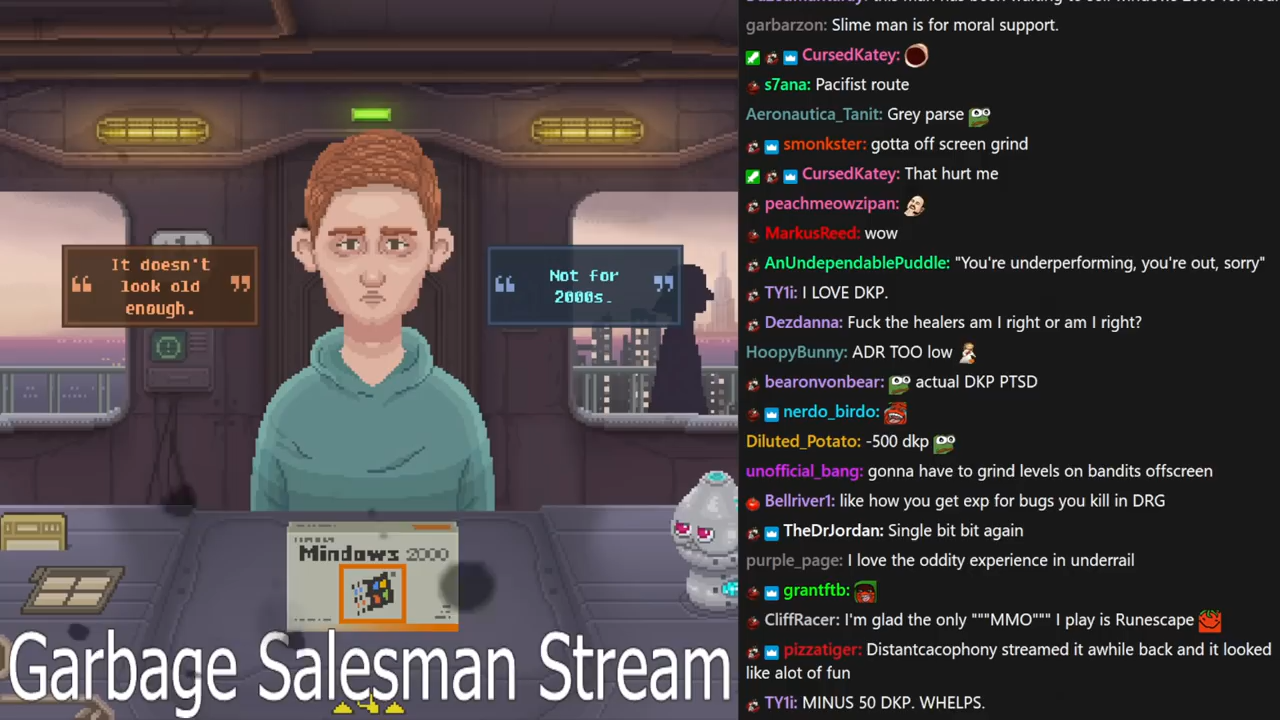 It doesn't
look old
enough.
Not for
2000s.
Mindows 2000
Garbage Salesman Stream
garbarzon: Slime man is for moral support.
CursedKatey:
s7ana: Pacifist route
Aeronautica_Tanit: Grey parse
smonkster: gotta off screen grind
CursedKatey: That hurt me
peachmeowzipan:
MarkusReed: wow
AnUndependablePuddle: "You're underperforming, you're out, sorry"
TY1i: I LOVE DKP.
Dezdanna: Fuck the healers am I right or am I right?
HoopyBunny: ADR TOO low
bearonvonbear: actual DKP PTSD
nerdo_birdo:
Diluted_Potato: -500 dkp
unofficial_bang: gonna have to grind levels on bandits offscreen
Bellriver1: like how you get exp for bugs you kill in DRG
TheDrJordan: Single bit bit again
purple_page: I love the oddity experience in underrail
grantftb:
CliffRacer: I'm glad the only """MMO""" I play is Runescape
pizzatiger: Distantcacophony streamed it awhile back and it looked
like alot of fun
TY1i: MINUS 50 DKP. WHELPS.